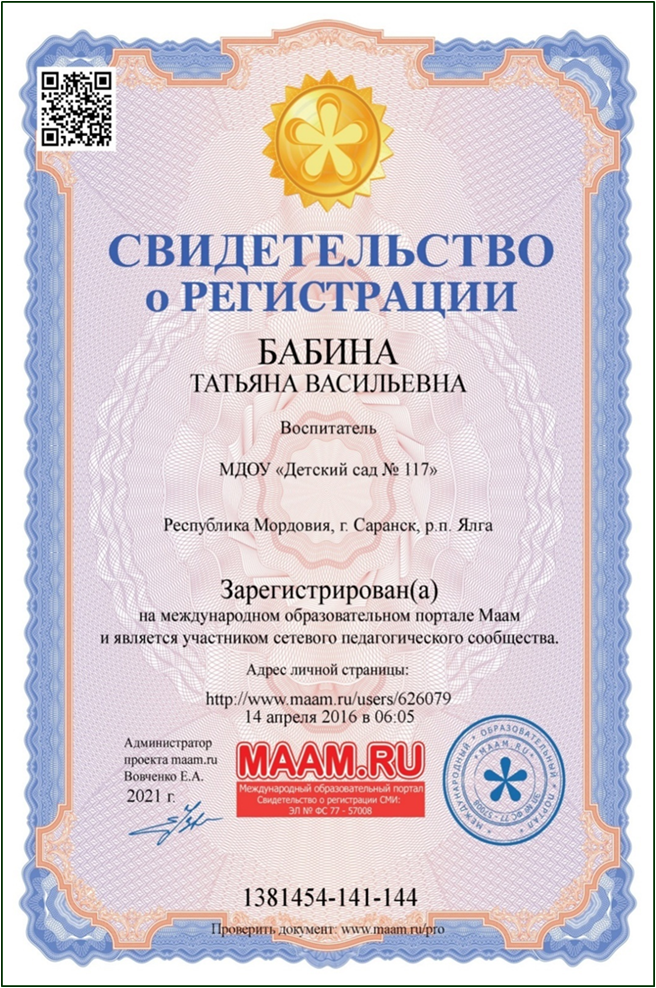 СВИДЕТЕЛЬСТВО
о РЕГИСТРАЦИИ
БАБИНА
ТАТЬЯНА ВАСИЛЬЕВНА
Воспитатель
МДОУ «Детский сад № 117»
Республика Мордовия, г. Саранск, р.п. Ялга
Зарегистрирован(а)
на международном образовательном портале Маам
и является участником сетевого педагогического сообщества.
Адрес личной страницы:
http://www.maam.ru/users/626079
14 апреля 2016 в 06:05
Администратор
проекта maam.ru
Вовченко Е.А.
2021 г.
MAAM.RU
Международный образовательный портал
Свидетельство о регистрации СМИ:
ЭЛ № ФС 77 - 57008
МЕЖДУНАРОДНЫЙ • ОБРАЗОВАТЕЛЬНЫЙ • ПОРТАЛ
MAAM.RU
ЭЛ № ФС 77 - 57008
1381454-141-144
Проверить документ: www.maam.ru/pro